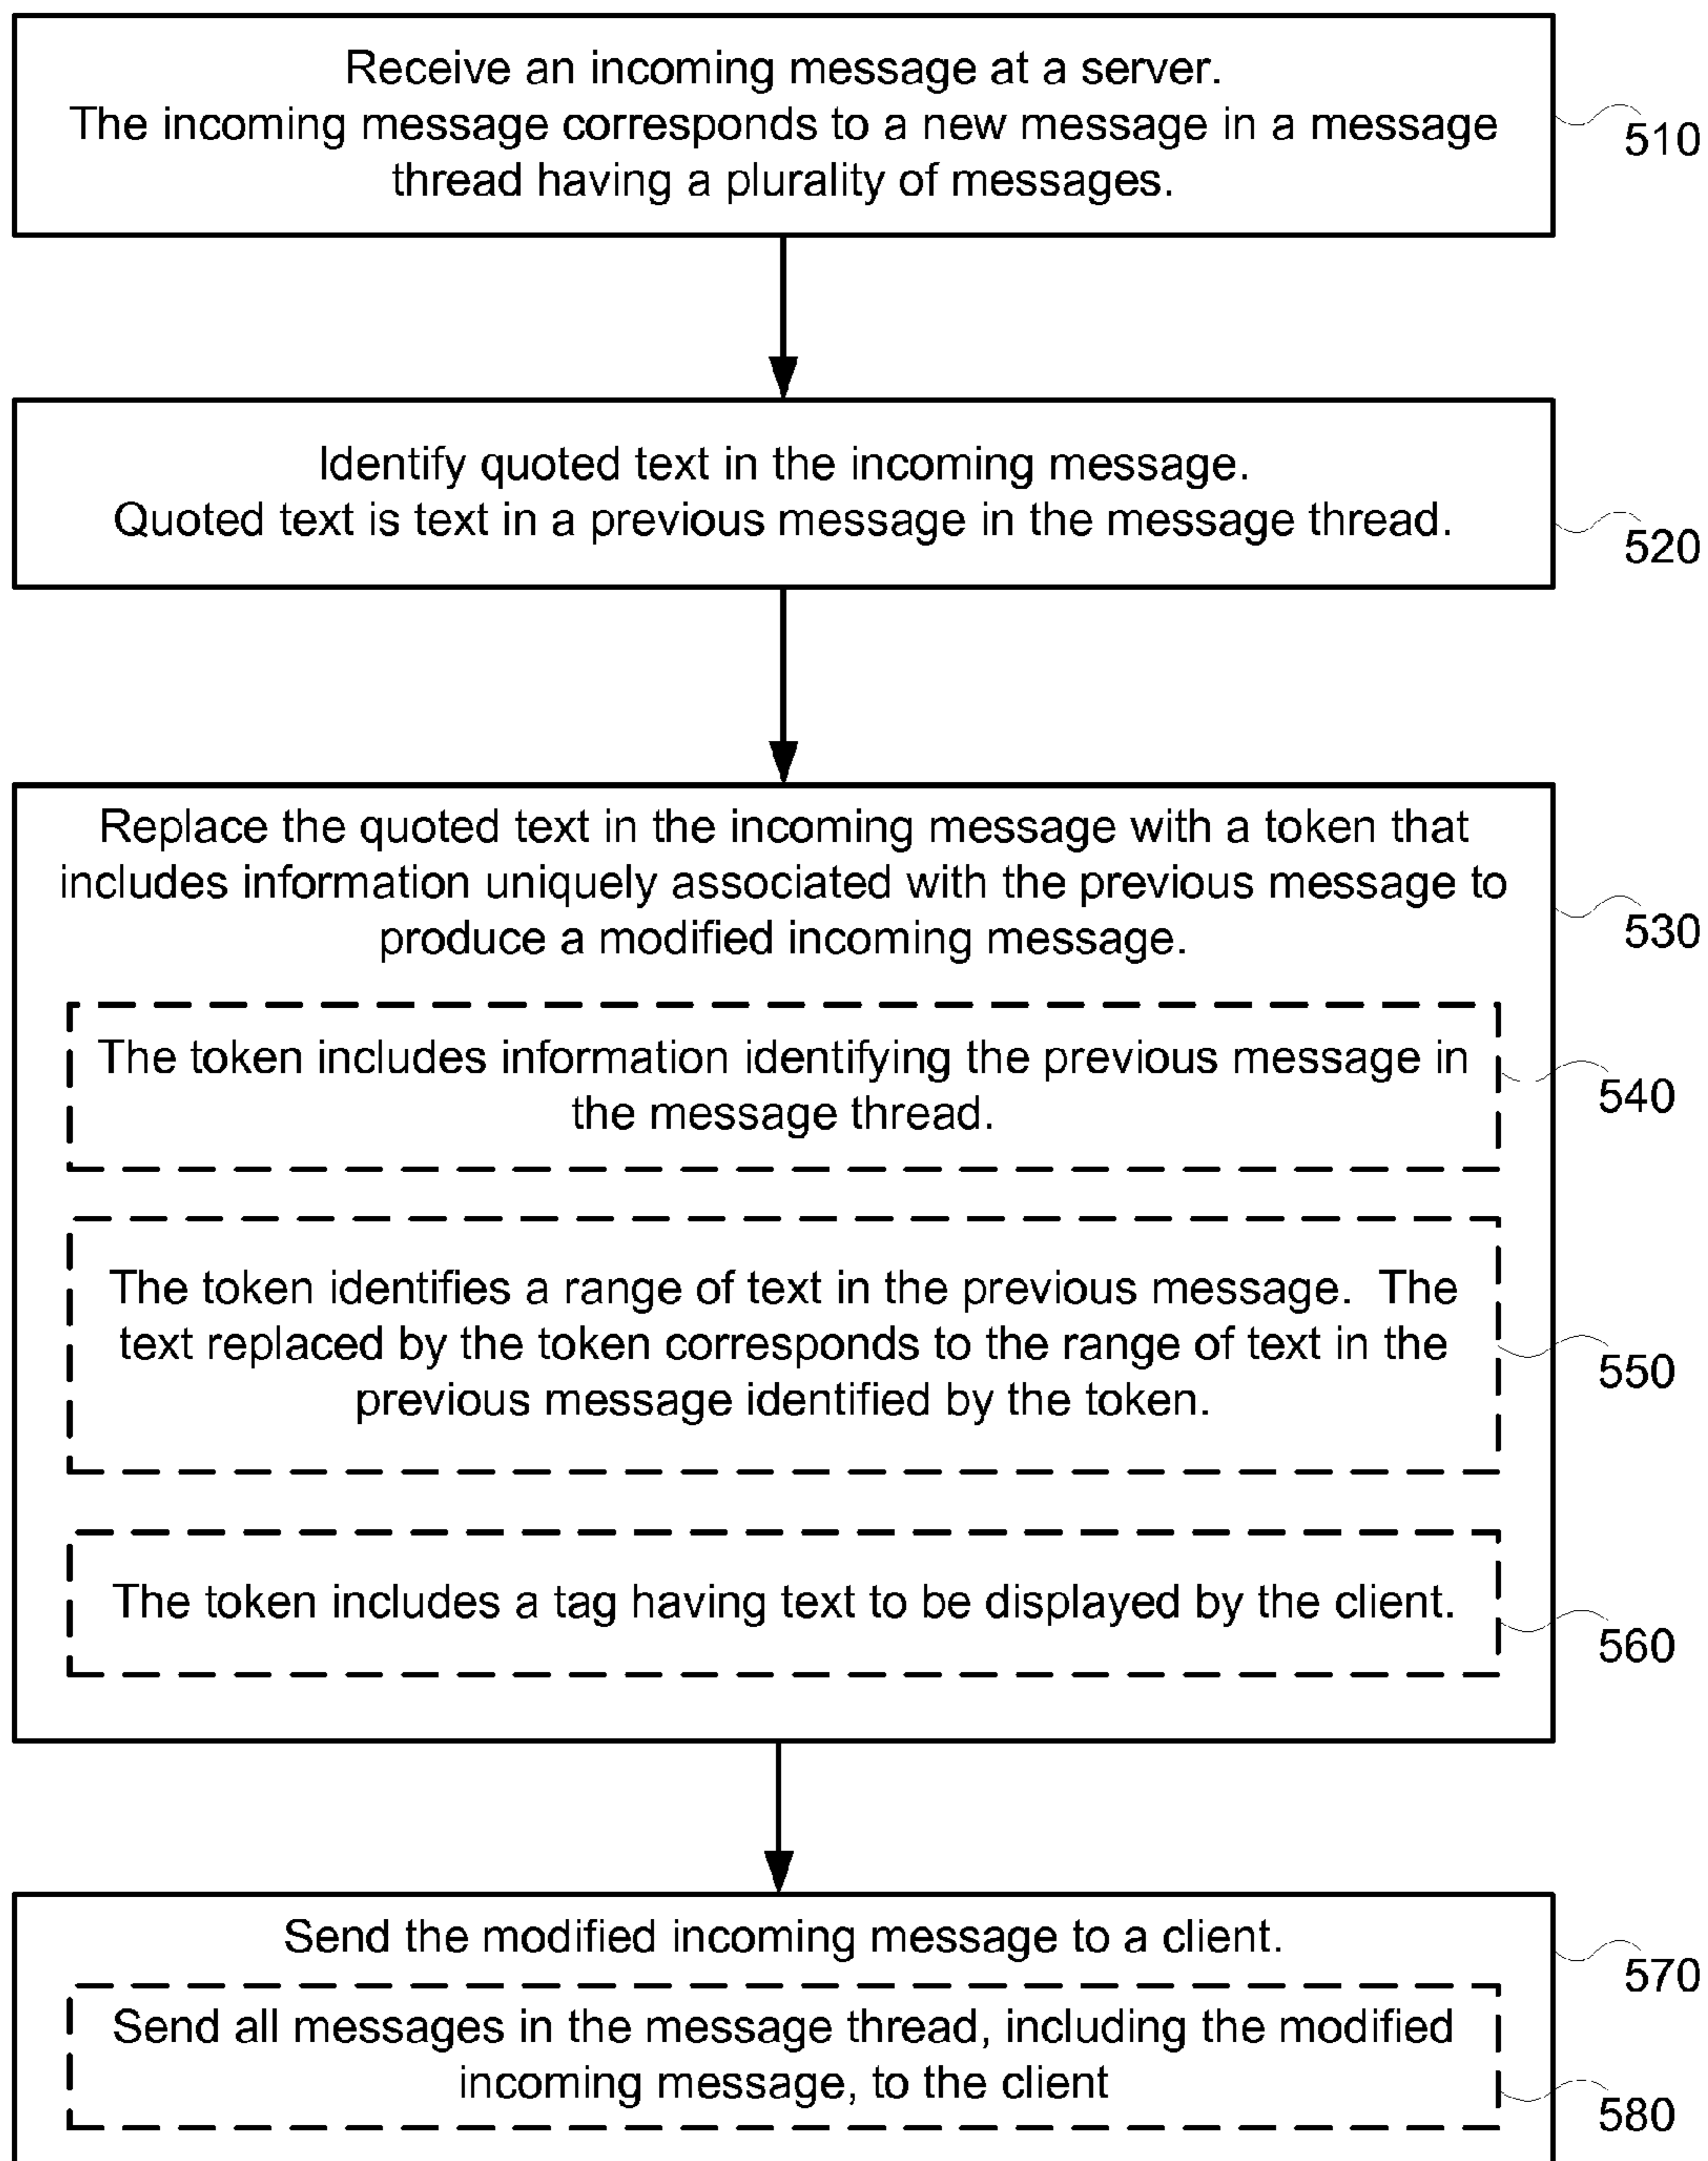 Receive an incoming message at a server.
The incoming message corresponds to a new message in a message
thread having a plurality of messages.
510
Identify quoted text in the incoming message.
Quoted text is text in a previous message in the message thread.
520
Replace the quoted text in the incoming message with a token that
includes information uniquely associated with the previous message to
produce a modified incoming message.
530
The token includes information identifying the previous message in
the message thread.
540
The token identifies a range of text in the previous message.  The
text replaced by the token corresponds to the range of text in the
previous message identified by the token.
550
The token includes a tag having text to be displayed by the client.
560
Send the modified incoming message to a client.
570
Send all messages in the message thread, including the modified
incoming message, to the client
580